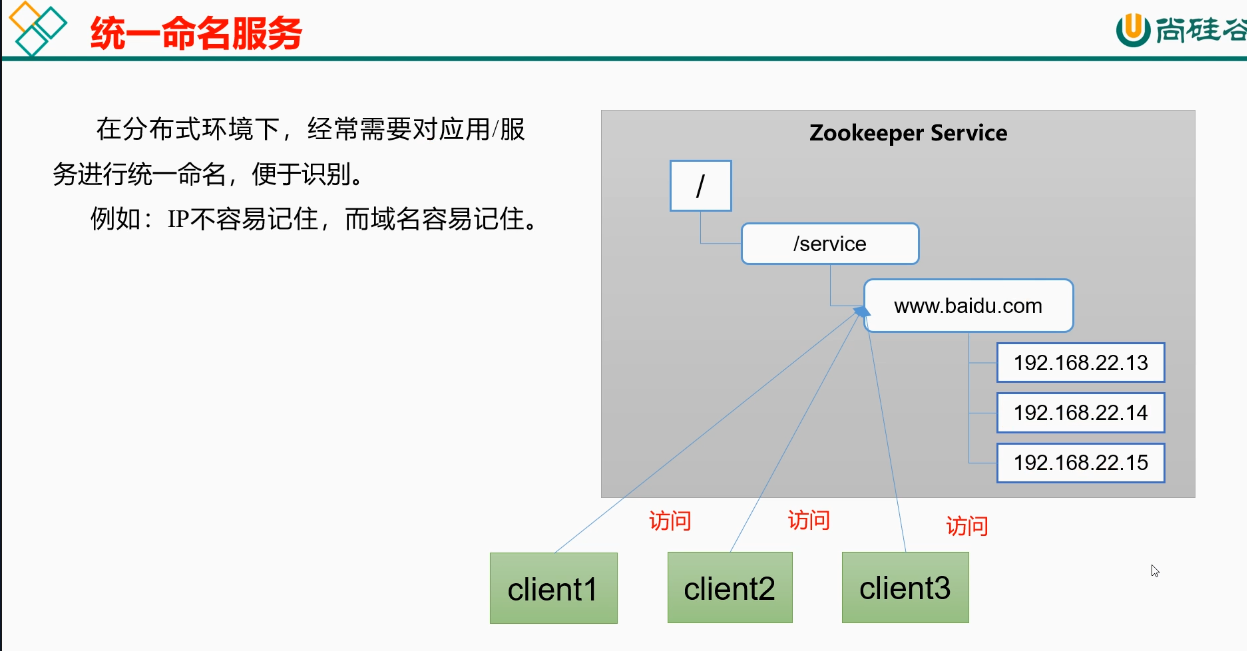 统一命名服务
尚硅谷
在分布式环境下，经常需要对应用/服
务进行统一命名，便于识别。
例如：IP不容易记住，而域名容易记住。
Zookeeper Service
/
/service
www.baidu.com
192.168.22.13
192.168.22.14
192.168.22.15
访问
访问
访问
client1
client2
client3